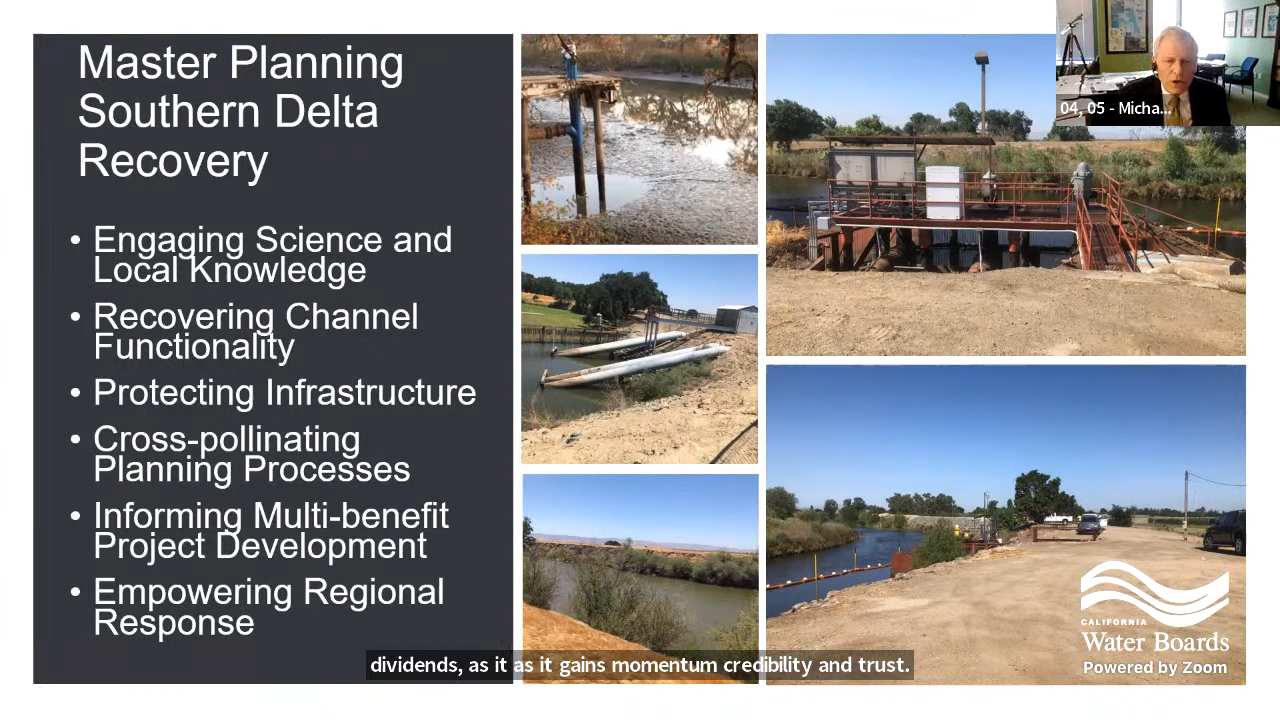 Master Planning
Southern Delta
Recovery
• Engaging Science and
Local Knowledge
• Recovering Channel
Functionality
• Protecting Infrastructure
• Cross-pollinating
Planning Processes
• Informing Multi-benefit
Project Development
• Empowering Regional
Response
04, 05 - Micha...
CALIFORNIA
Water Boards
Powered by Zoom
dividends, as it as it gains momentum credibility and trust.